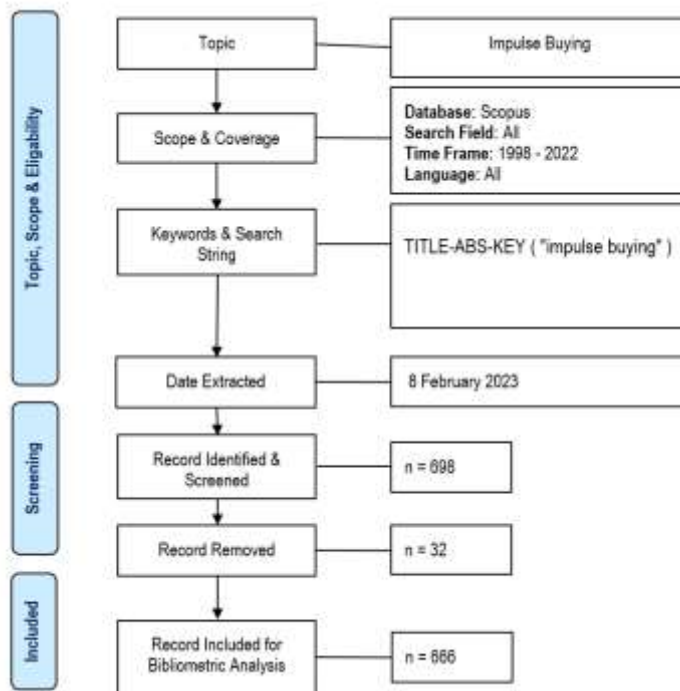 Topic, Scope & Eligability
Topic
Impulse Buying
Scope & Coverage
Database: Scopus
Search Field: All
Time Frame: 1998 - 2022
Language: All
Keywords & Search
String
TITLE-ABS-KEY ( "impulse buying" )
Date Extracted
8 February 2023
Screening
Record Identified &
Screened
n = 698
Record Removed
n = 32
Included
Record Included for
Bibliometric Analysis
n = 666